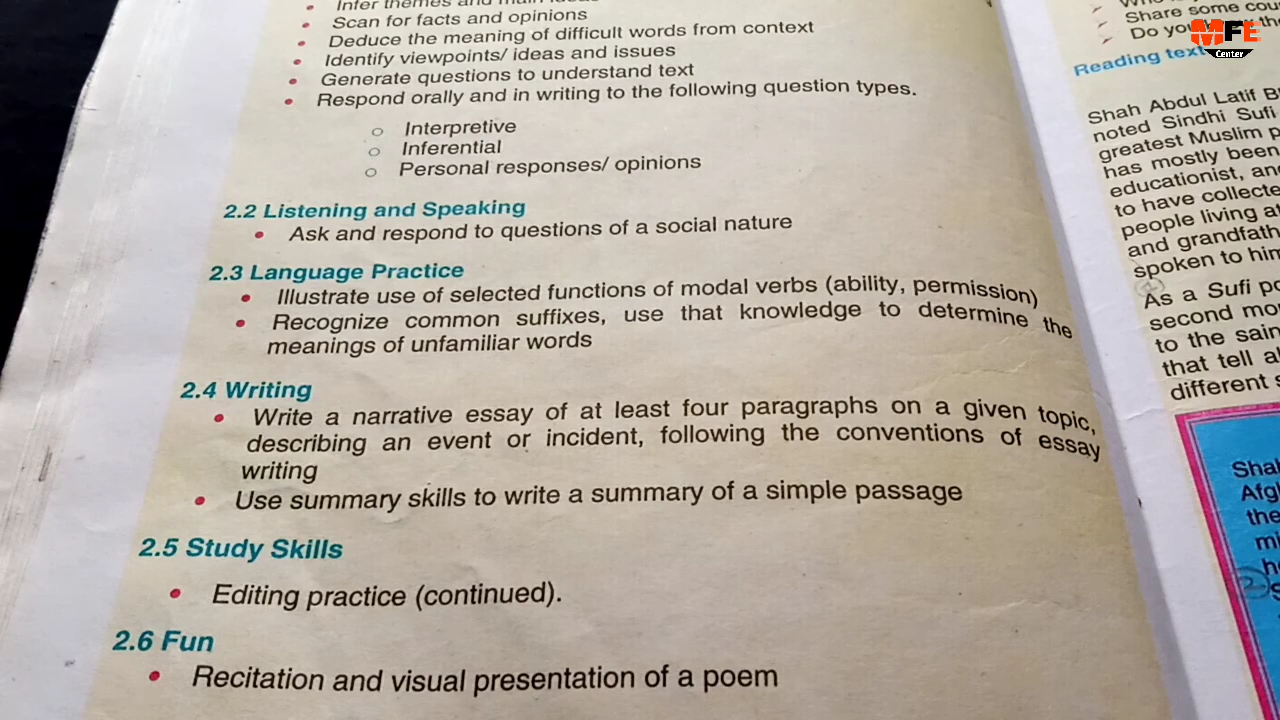 Infer themes and main ideas
• Scan for facts and opinions
• Deduce the meaning of difficult words from context
• Identify viewpoints/ ideas and issues
• Generate questions to understand text
• Respond orally and in writing to the following question types.
o Interpretive
o Inferential
o Personal responses/ opinions
2.2 Listening and Speaking
• Ask and respond to questions of a social nature
2.3 Language Practice
• Illustrate use of selected functions of modal verbs (ability, permission)
• Recognize common suffixes, use that knowledge to determine the
meanings of unfamiliar words
2.4 Writing
• Write a narrative essay of at least four paragraphs on a given topic,
describing an event or incident, following the conventions of essay
writing
• Use summary skills to write a summary of a simple passage
2.5 Study Skills
• Editing practice (continued).
2.6 Fun
• Recitation and visual presentation of a poem
Share some
Do you
MFE
Center
Reading text
Shah Abdul Latif
noted Sindhi Sufi
greatest Muslim
has mostly been
educationist,
to have
people living
and
spoken to
As a Sufi
second
to the
that tell
different
the